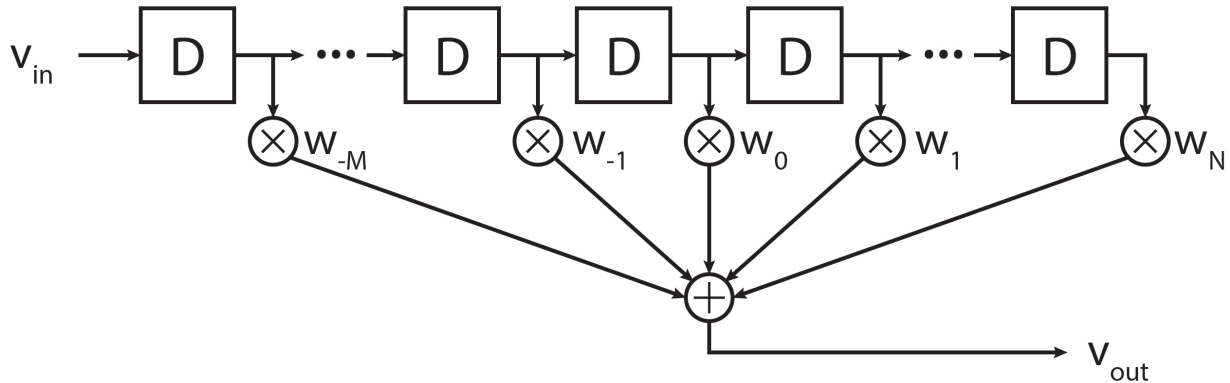 v_in D ••• D D D ••• D
w_-M w_-1 w_0 w_1 w_N
v_out